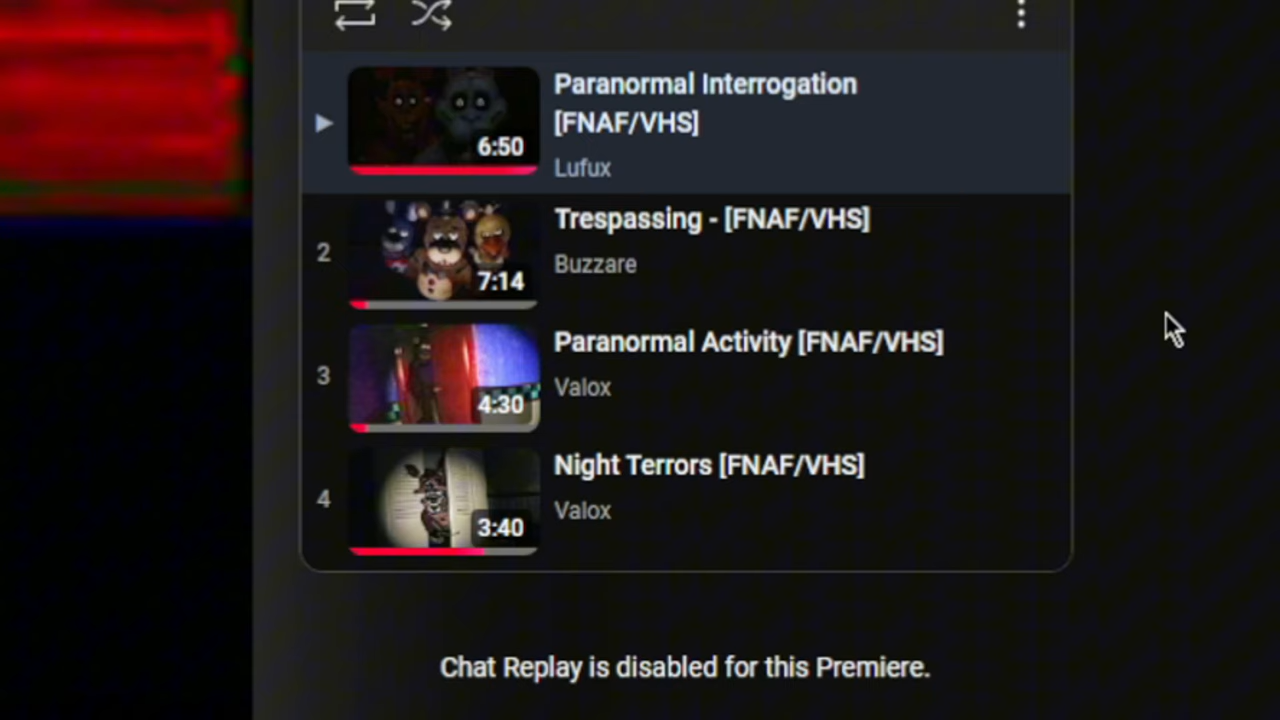 Paranormal Interrogation
[FNAF/VHS]
6:50
Lufux
2
Trespassing - [FNAF/VHS]
7:14
Buzzare
3
Paranormal Activity [FNAF/VHS]
4:30
Valox
4
Night Terrors [FNAF/VHS]
3:40
Valox
Chat Replay is disabled for this Premiere.